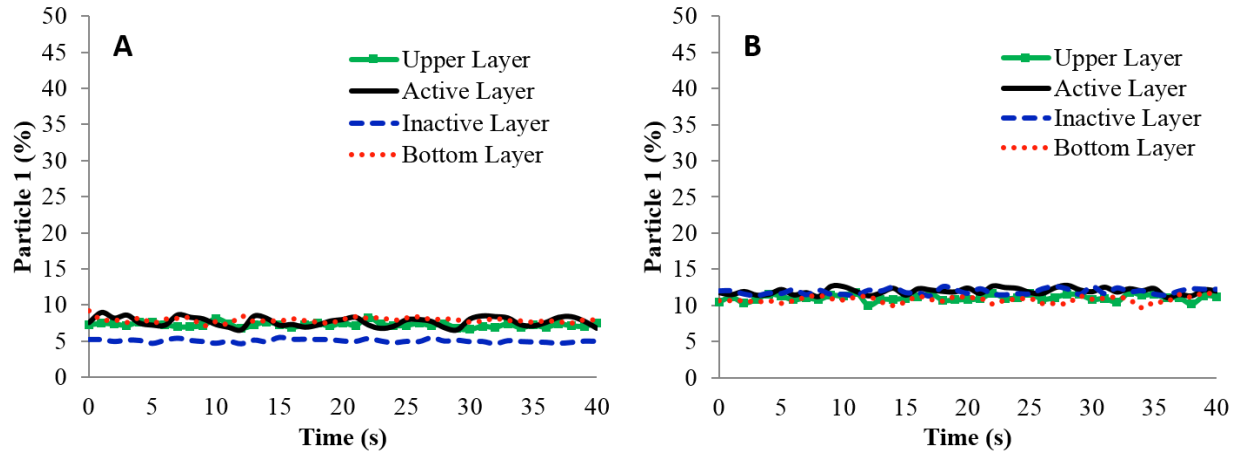 A
Particle 1 (%)
50
45
40
35
30
25
20
15
10
5
0
Upper Layer
Active Layer
Inactive Layer
Bottom Layer
0 5 10 15 20 25 30 35 40
Time (s)
B
Particle 1 (%)
50
45
40
35
30
25
20
15
10
5
0
Upper Layer
Active Layer
Inactive Layer
Bottom Layer
0 5 10 15 20 25 30 35 40
Time (s)